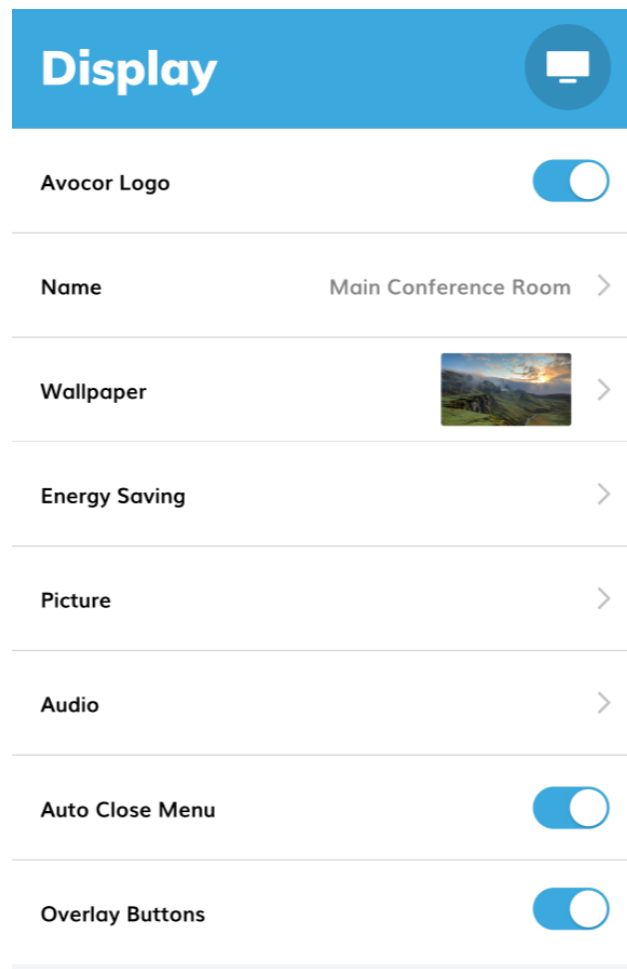 Display
Avocor Logo
Name Main Conference Room
Wallpaper
Energy Saving
Picture
Audio
Auto Close Menu
Overlay Buttons